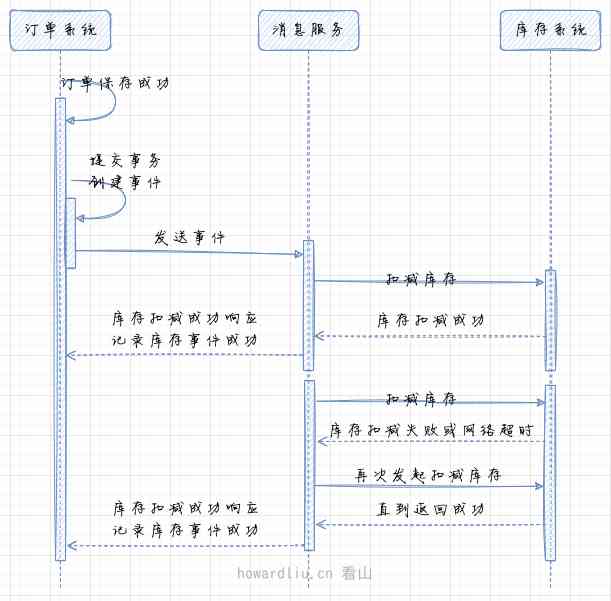 订单系统
消息服务
库存系统
订单保存成功
提交事务
创建事件
发送事件
扣减库存
库存扣减成功响应
记录库存事件成功
库存扣减成功
扣减库存
库存扣减失败或网络超时
再次发起扣减库存
库存扣减成功响应
记录库存事件成功
直到返回成功
howardliu.cn 看山